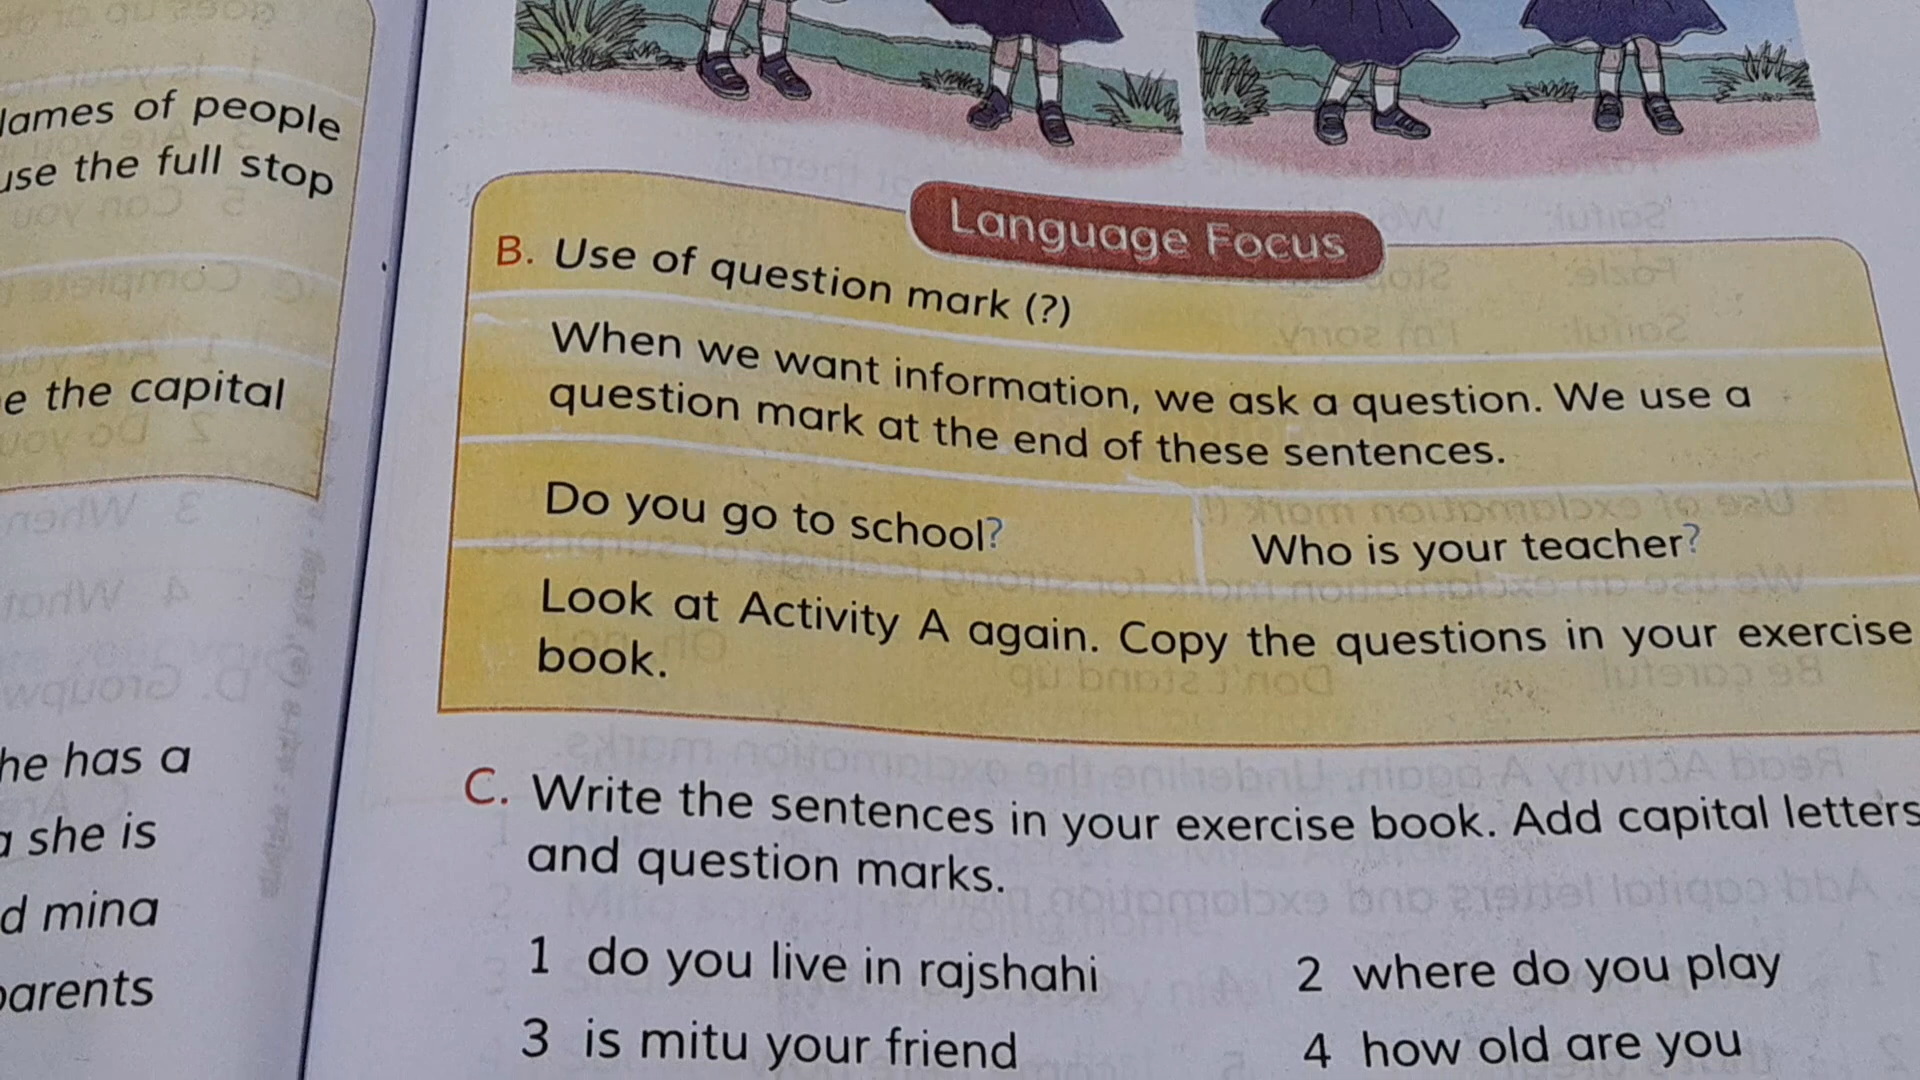 ames of people
use the full stop
e the capital
he has a
a she is
d mina
parents
Language Focus
B. Use of question mark (?)
When we want information, we ask a question. We use a
question mark at the end of these sentences.
Do you go to school?
Who is your teacher?
Look at Activity A again. Copy the questions in your exercise
book.
C. Write the sentences in your exercise book. Add capital letters
and question marks.
1 do you live in rajshahi
2 where do you play
3 is mitu your friend
4 how old are you